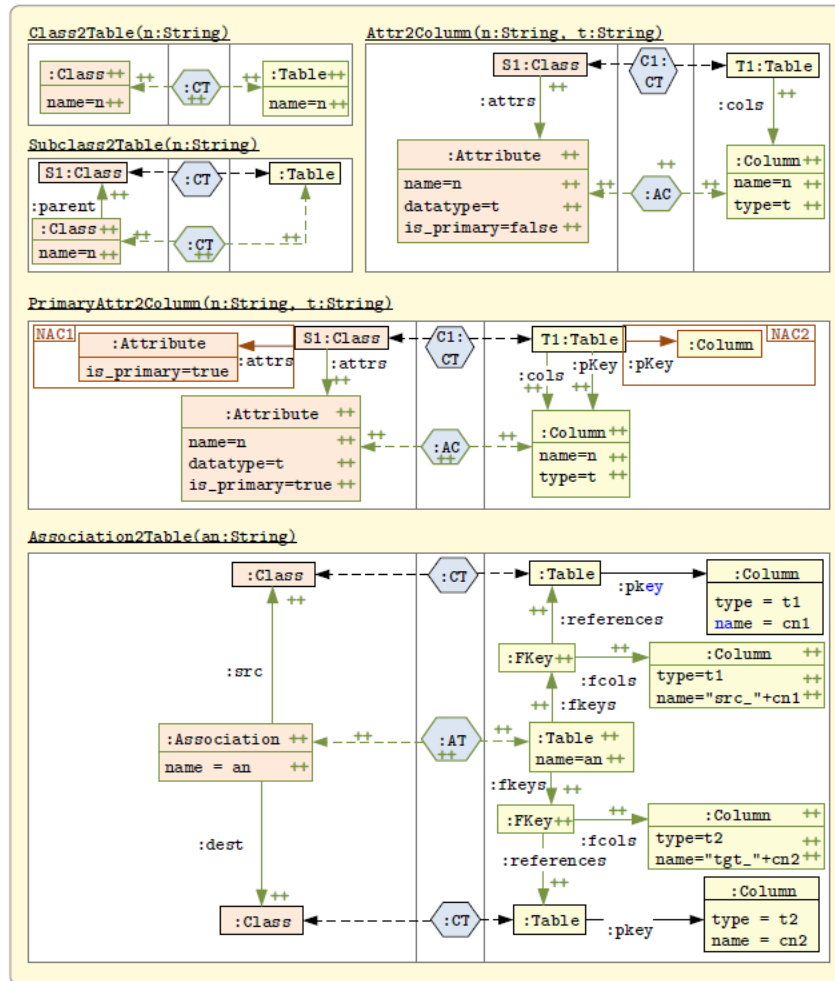 Class2Table(n:String)
:Class ++
name=n ++
++
:CT
++
++
:Table ++
name=n ++
Subclass2Table(n:String)
S1:Class
:CT
:Table
++
:parent
:Class ++
name=n ++
++
:CT
++
++
Attr2Column(n:String, t:String)
S1:Class
C1:
CT
T1:Table
++
:attrs
++
:cols
:Attribute ++
name=n ++
datatype=t ++
is_primary=false ++
++
++
:AC
++
:Column ++
name=n ++
type=t ++
PrimaryAttr2Column(n:String, t:String)
NAC1
:Attribute
is_primary=true
:attrs
S1:Class
C1:
CT
T1:Table
:pKey
:Column
NAC2
:attrs
++
:cols
++
:pKey
++
:Attribute ++
name=n ++
datatype=t ++
is_primary=true ++
++
:AC
++
++
:Column ++
name=n ++
type=t ++
Association2Table(an:String)
:Class
:CT
:Table
:pkey
:Column
type = t1
name = cn1
++
++
:references
:src
:FKey ++
++
:fcols
:Column ++
type=t1 ++
name="src_"+cn1 ++
++
:fkeys
:Association ++
name = an ++
++
:AT
++
++
:Table ++
name=an ++
:fkeys
++
:dest
:FKey ++
++
:fcols
:Column ++
type=t2 ++
name="tgt_"+cn2 ++
:references
++
++
:Class
:CT
:Table
:pkey
:Column
type = t2
name = cn2